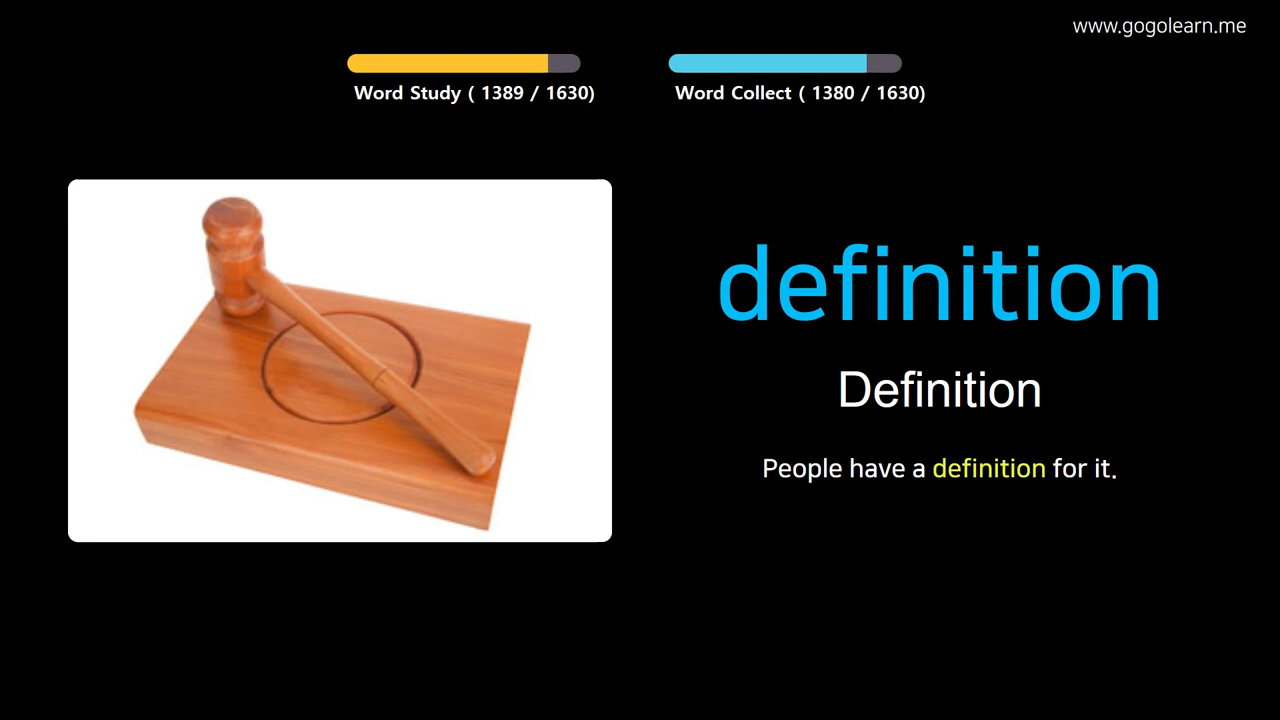 www.gogolearn.me
Word Study ( 1389 / 1630)
Word Collect ( 1380 / 1630)
definition
Definition
People have a definition for it.